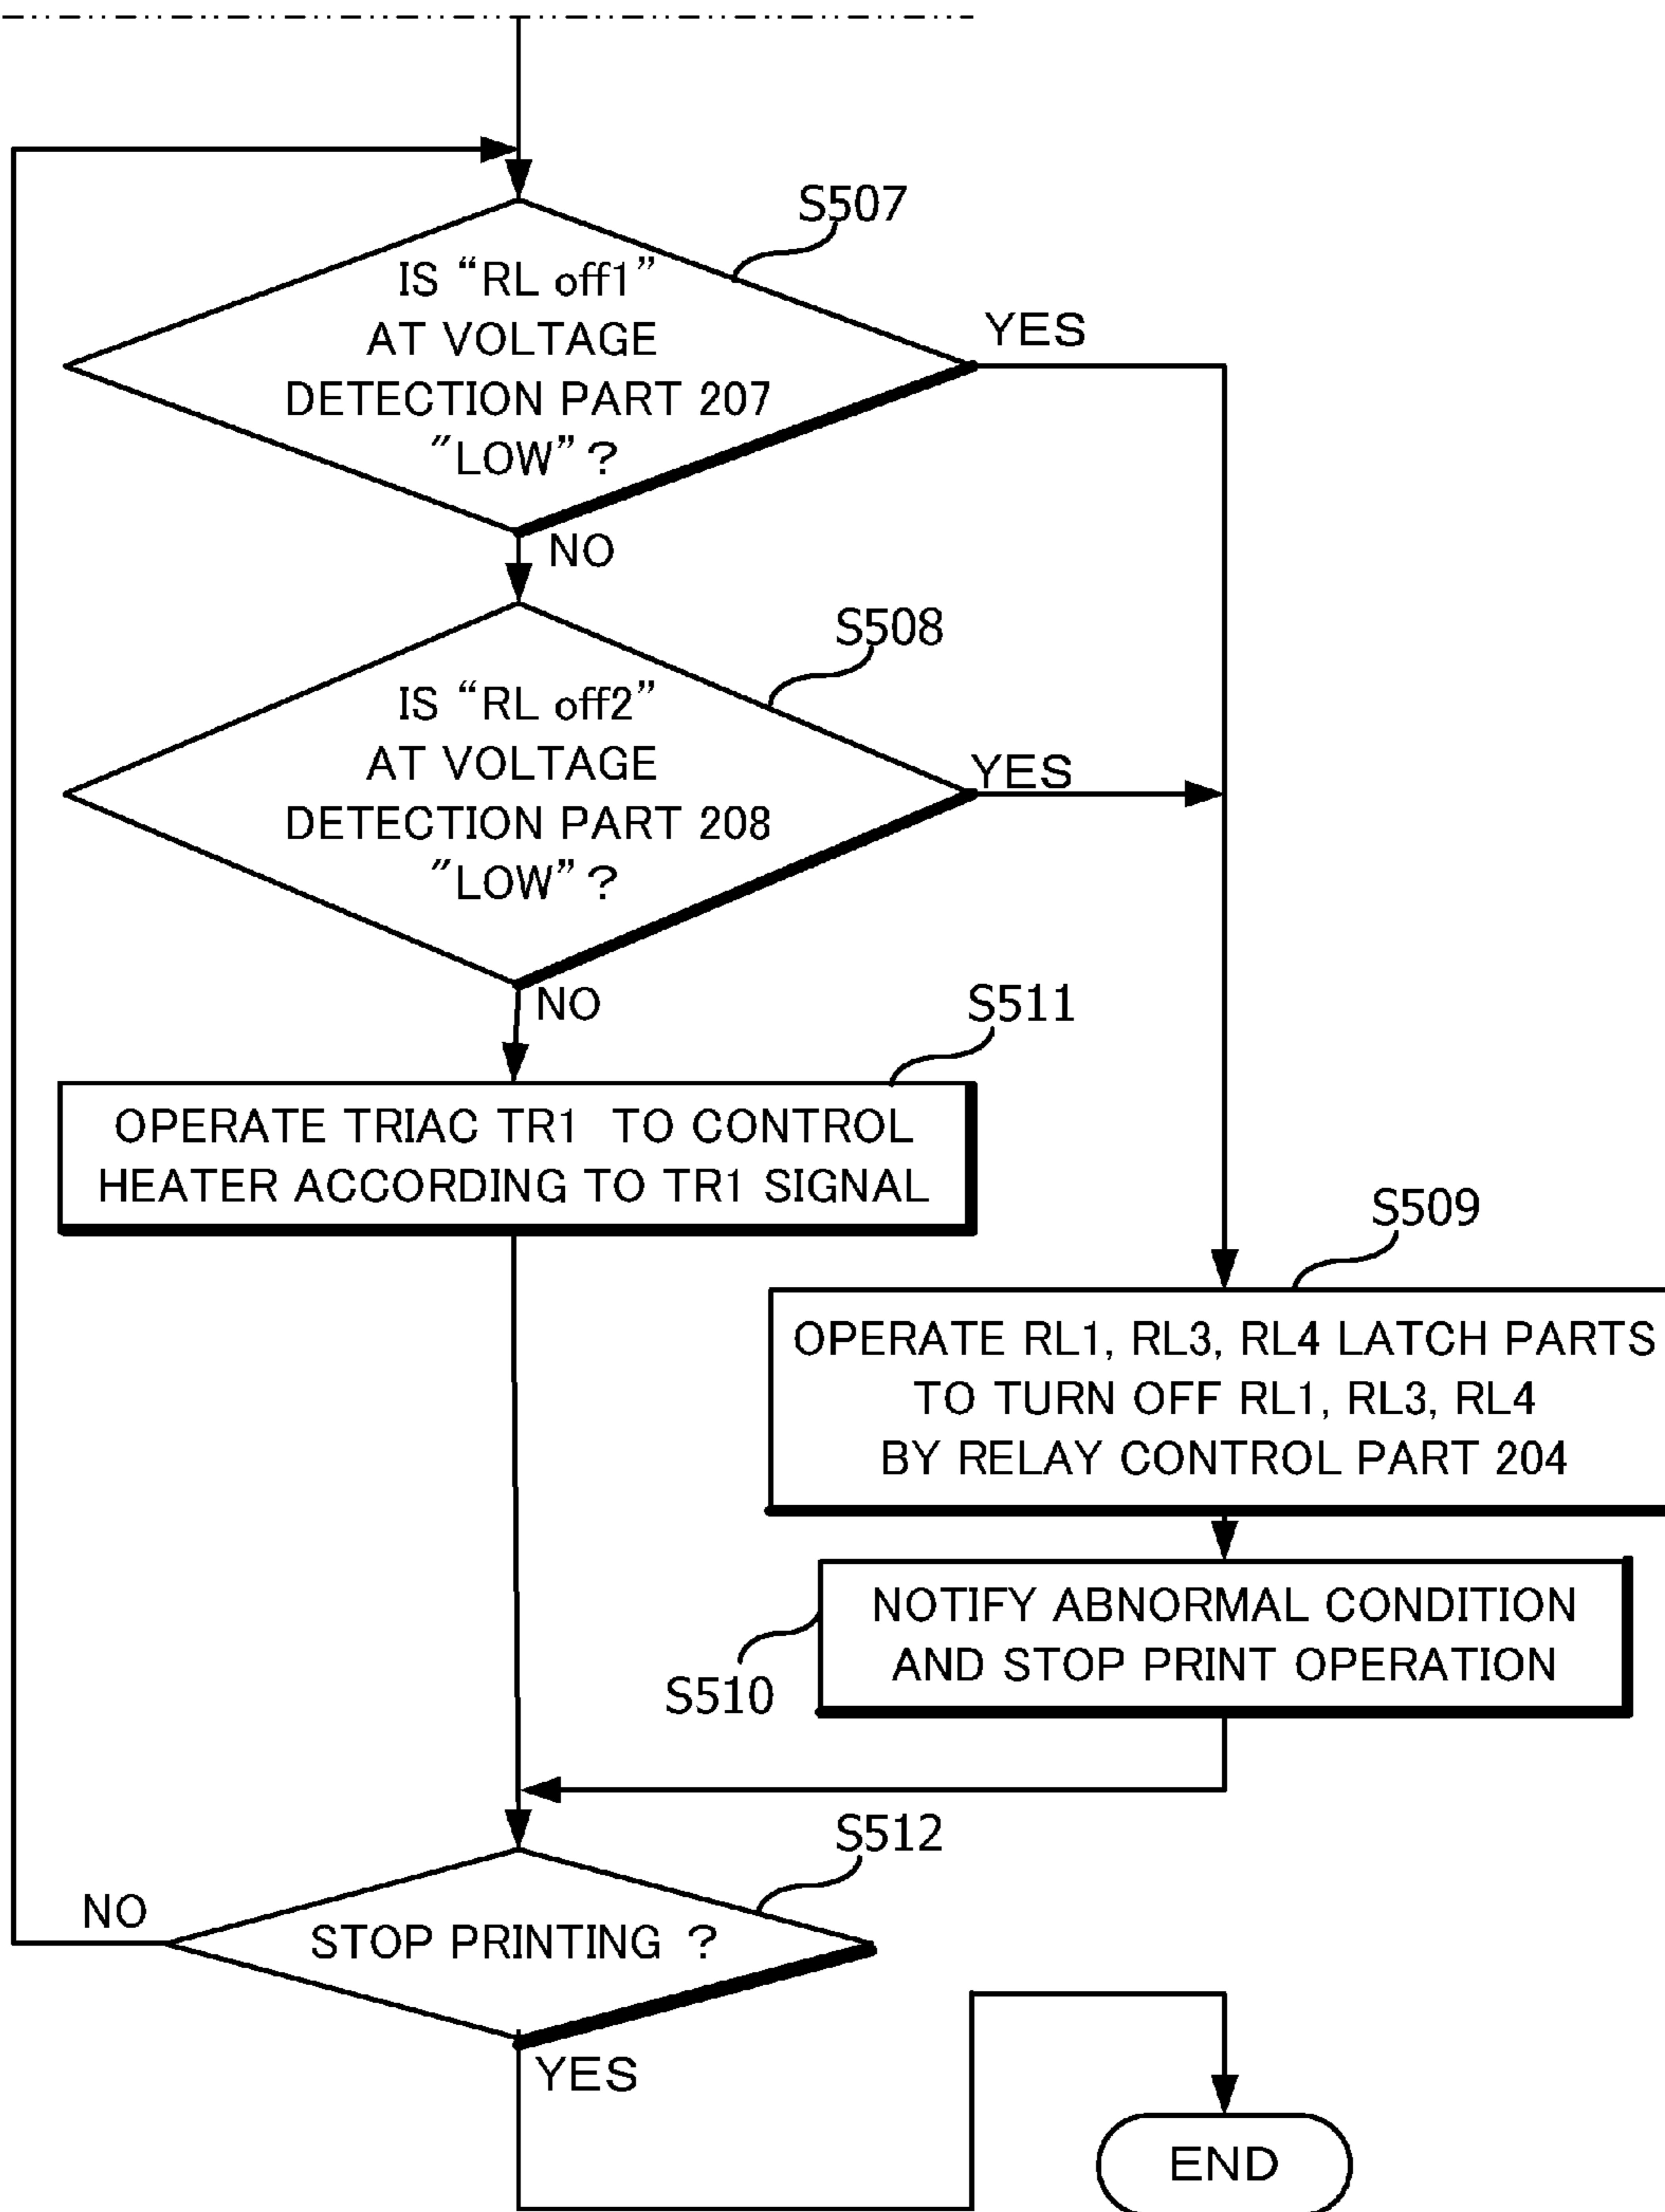 S507
IS “RL off1”
AT VOLTAGE
DETECTION PART 207
"LOW” ?
YES
NO
S508
IS “RL off2”
AT VOLTAGE
DETECTION PART 208
"LOW” ?
YES
NO
S511
OPERATE TRIAC TR1 TO CONTROL
HEATER ACCORDING TO TR1 SIGNAL
S509
OPERATE RL1, RL3, RL4 LATCH PARTS
TO TURN OFF RL1, RL3, RL4
BY RELAY CONTROL PART 204
NOTIFY ABNORMAL CONDITION
AND STOP PRINT OPERATION
S510
S512
NO
STOP PRINTING ?
YES
END